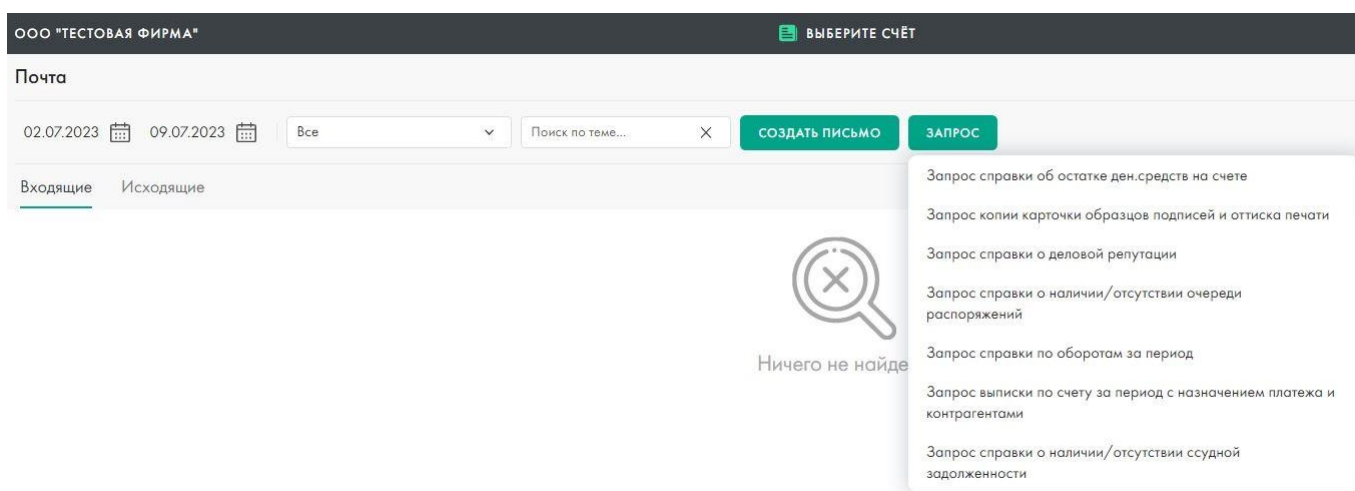 ООО "ТЕСТОВАЯ ФИРМА"
ВЫБЕРИТЕ СЧЁТ
Почта
02.07.2023 09.07.2023 Все Поиск по теме... СОЗДАТЬ ПИСЬМО ЗАПРОС
Входящие Исходящие
Запрос справки об остатке ден.средств на счете
Запрос копии карточки образцов подписей и оттиска печати
Запрос справки о деловой репутации
Запрос справки о наличии/отсутствии очереди
распоряжений
Запрос справки по оборотам за период
Запрос выписки по счету за период с назначением платежа и
контрагентами
Запрос справки о наличии/отсутствии ссудной
задолженности
Ничего не найде